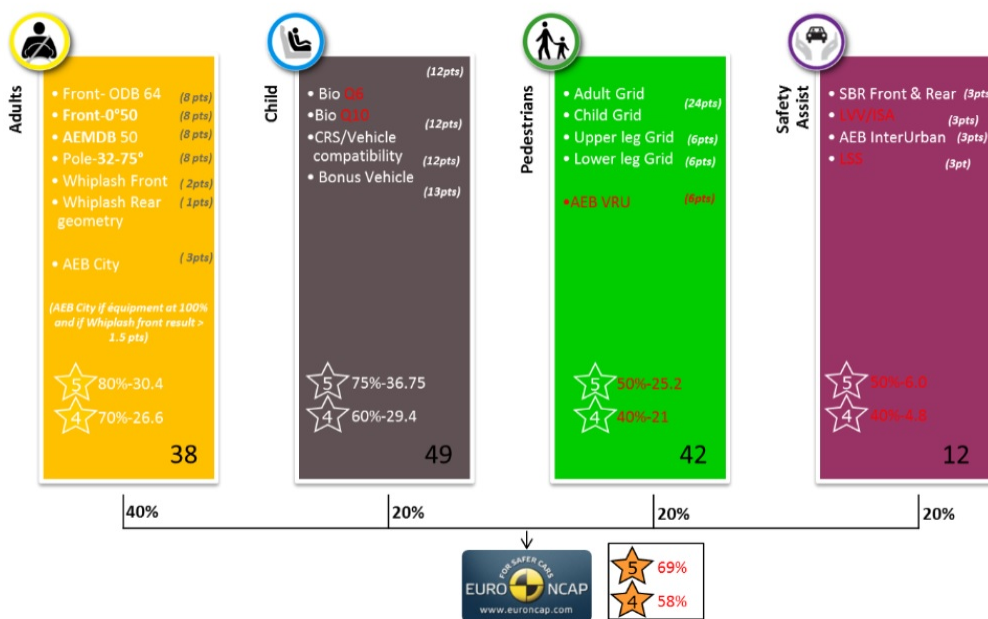 Adults
• Front- ODB 64 (8 pts)
• Front-0°50 (8 pts)
• AEMDB 50 (8 pts)
• Pole-32-75° (8 pts)
• Whiplash Front ( 2pts)
• Whiplash Rear ( 1pts)
geometry
• AEB City ( 3pts)
(AEB City if équipment at 100%
and if Whiplash front result >
1.5 pts)
5 80%-30.4
4 70%-26.6
38
Child
(12pts)
• Bio Q6
• Bio Q10
(12pts)
• CRS/Vehicle
compatibility (12pts)
• Bonus Vehicle
(13pts)
5 75%-36.75
4 60%-29.4
49
Pedestrians
• Adult Grid
(24pts)
• Child Grid
• Upper leg Grid (6pts)
• Lower leg Grid (6pts)
•AEB VRU (6pts)
5 50%-25.2
4 40%-21
42
Safety
Assist
• SBR Front & Rear (3pts)
• LVV/ISA (3pts)
• AEB InterUrban (3pts)
• LSS (3pt)
5 50%-6.0
4 40%-4.8
12
40%
20%
20%
20%
FOR SAFER CARS
EURO NCAP
www.euroncap.com
5 69%
4 58%